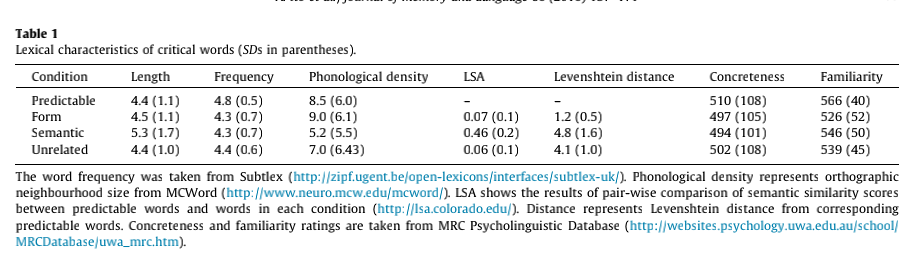 Table 1
Lexical characteristics of critical words (SDs in parentheses).
Condition Length Frequency Phonological density LSA Levenshtein distance Concreteness Familiarity
Predictable 4.4 (1.1) 4.8 (0.5) 8.5 (6.0) – – 510 (108) 566 (40)
Form 4.5 (1.1) 4.3 (0.7) 9.0 (6.1) 0.07 (0.1) 1.2 (0.5) 497 (105) 526 (52)
Semantic 5.3 (1.7) 4.3 (0.7) 5.2 (5.5) 0.46 (0.2) 4.8 (1.6) 494 (101) 546 (50)
Unrelated 4.4 (1.0) 4.4 (0.6) 7.0 (6.43) 0.06 (0.1) 4.1 (1.0) 502 (108) 539 (45)
The word frequency was taken from Subtlex (http://zipf.ugent.be/open-lexicons/interfaces/subtlex-uk/). Phonological density represents orthographic
neighbourhood size from MCWord (http://www.neuro.mcw.edu/mcword/). LSA shows the results of pair-wise comparison of semantic similarity scores
between predictable words and words in each condition (http://lsa.colorado.edu/). Distance represents Levenshtein distance from corresponding
predictable words. Concreteness and familiarity ratings are taken from MRC Psycholinguistic Database (http://websites.psychology.uwa.edu.au/school/
MRCDatabase/uwa_mrc.htm).